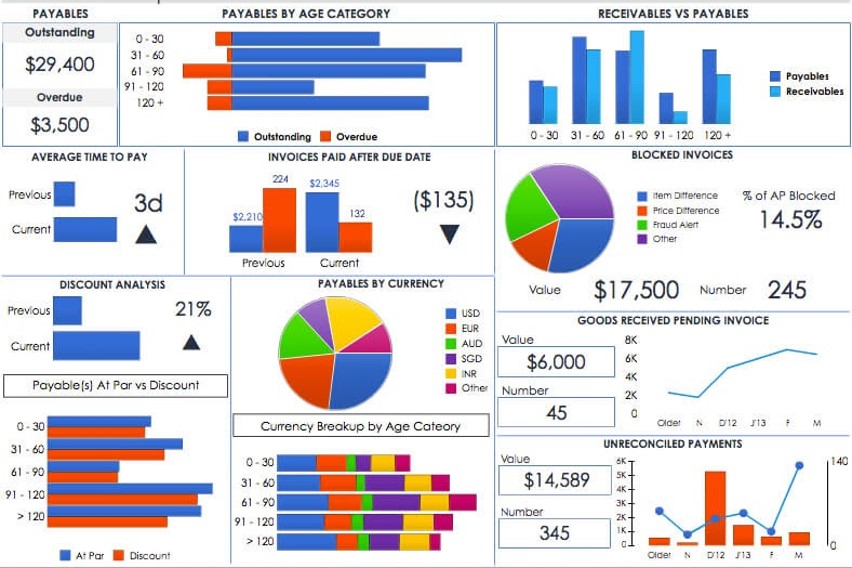 PAYABLES
Outstanding
$29,400
Overdue
$3,500
PAYABLES BY AGE CATEGORY
0 - 30
31 - 60
61 - 90
91 - 120
120 +
Outstanding Overdue
RECEIVABLES VS PAYABLES
0 - 30 31 - 60 61 - 90 91 - 120 120 +
Payables
Receivables
AVERAGE TIME TO PAY
Previous
Current
3d
INVOICES PAID AFTER DUE DATE
$2,210 224 $2,345 132
Previous Current
($135)
BLOCKED INVOICES
Item Difference
Price Difference
Fraud Alert
Other
% of AP Blocked
14.5%
Value $17,500 Number 245
DISCOUNT ANALYSIS
Previous
Current
21%
Payable(s) At Par vs Discount
0 - 30
31 - 60
61 - 90
91 - 120
> 120
At Par Discount
PAYABLES BY CURRENCY
USD
EUR
AUD
SGD
INR
Other
Currency Breakup by Age Cateory
0 - 30
31 - 60
61 - 90
91 - 120
> 120
GOODS RECEIVED PENDING INVOICE
Value
$6,000
Number
45
8K
6K
4K
2K
0
Older N D'12 J'13 F M
UNRECONCILED PAYMENTS
Value
$14,589
Number
345
6K
5K
4K
3K
2K
1K
0
140
0
Older N D'12 J'13 F M